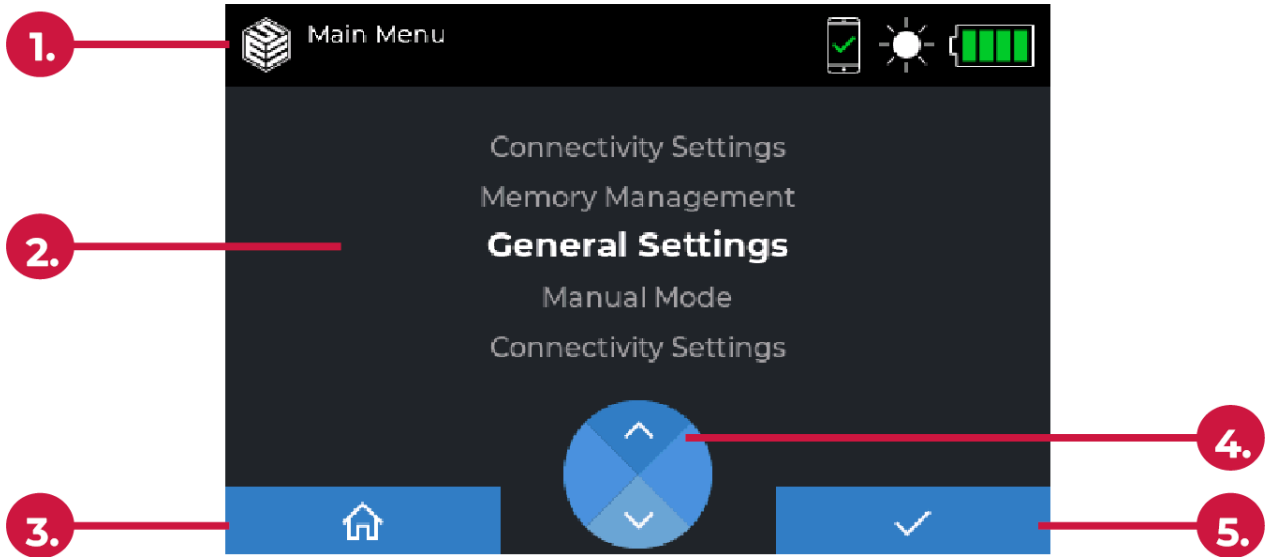 1.
Main Menu
Connectivity Settings
Memory Management
2.
General Settings
Manual Mode
Connectivity Settings
4.
3.
5.